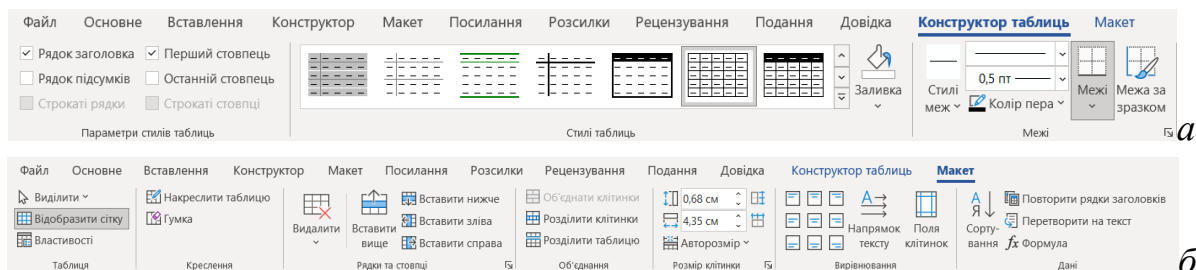 Файл Основне Вставлення Конструктор Макет Посилання Розсилки Рецензування Подання Довідка Конструктор таблиць Макет
Рядок заголовка Перший стовпець
Рядок підсумків Останній стовпець
Строкаті рядки Строкаті стовпці
Параметри стилів таблиць
Заливка
Стилі таблиць
Стилі меж
0,5 пт
Колір пера
Межі
Межа за зразком
Межі
а
Файл Основне Вставлення Конструктор Макет Посилання Розсилки Рецензування Подання Довідка Конструктор таблиць Макет
Виділити
Відобразити сітку
Властивості
Таблиця
Накреслити таблицю
Гумка
Креслення
Видалити
Вставити вище
Вставити нижче
Вставити зліва
Вставити справа
Рядки та стовпці
Об'єднати клітинки
Розділити клітинки
Розділити таблицю
Об'єднання
0,68 см
4,35 см
Авторозмір
Розмір клітинки
Напрямок тексту
Поля клітинок
Вирівнювання
А
Я
Сорту-
вання
Повторити рядки заголовків
Перетворити на текст
fx Формула
Дані
б